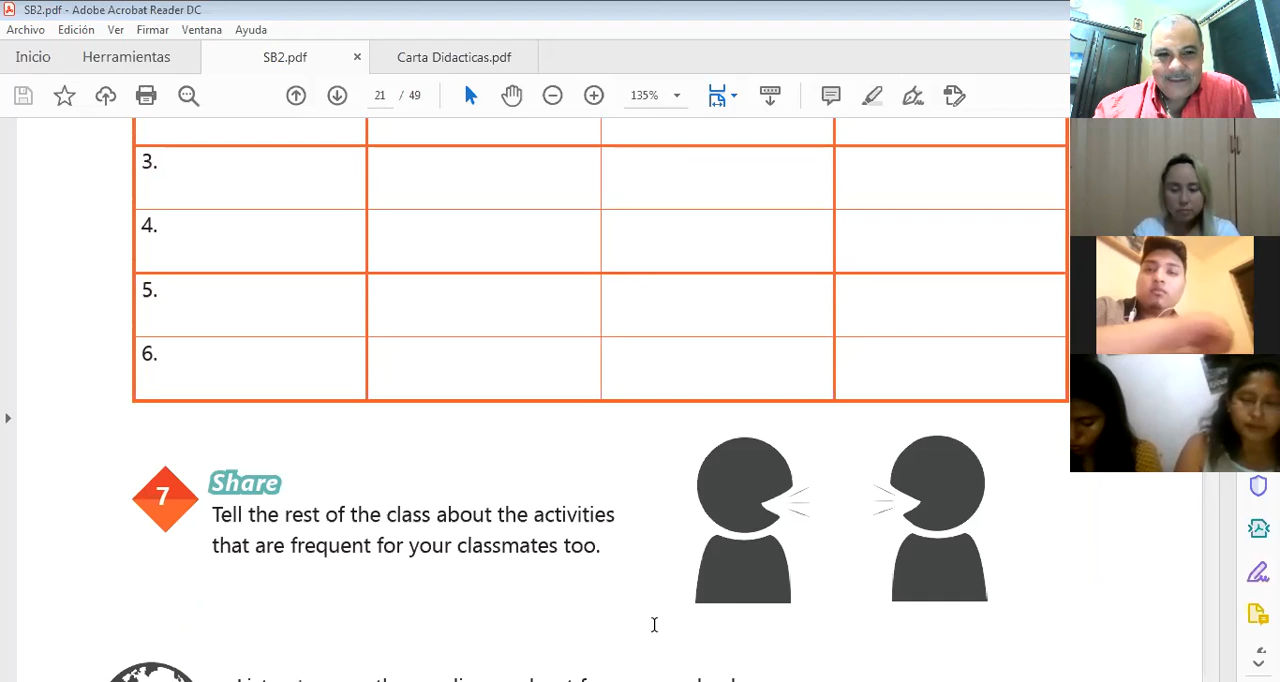 SB2.pdf - Adobe Acrobat Reader DC
Archivo Edición Ver Firmar Ventana Ayuda
Inicio Herramientas SB2.pdf × Carta Didacticas.pdf
21 / 49 135%
3.
4.
5.
6.
7 Share
Tell the rest of the class about the activities
that are frequent for your classmates too.